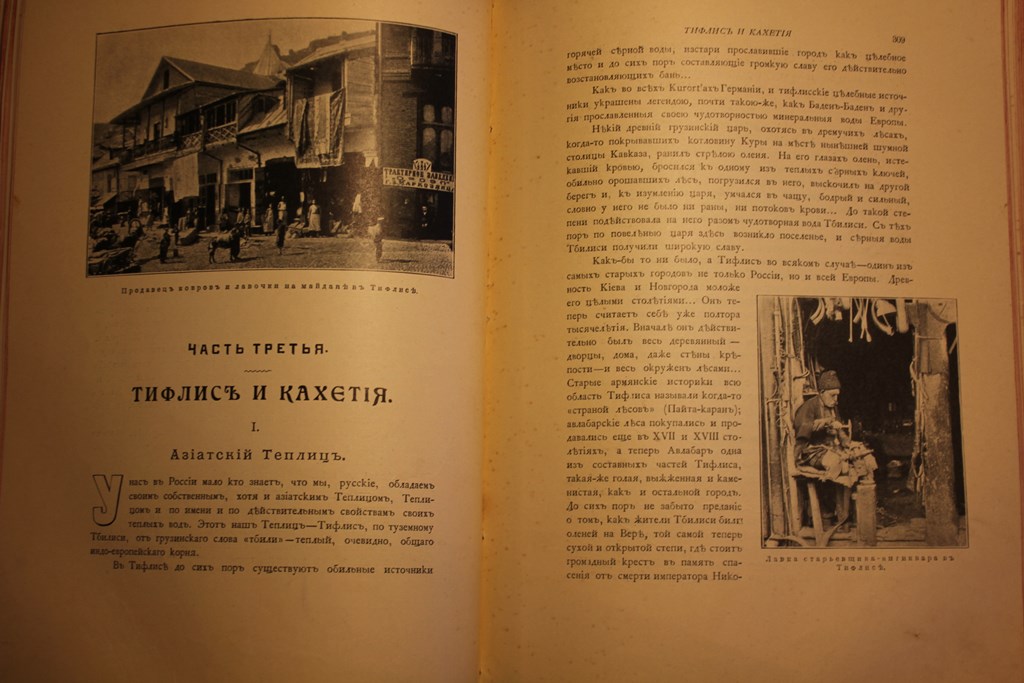 Продавец ковров и лавочки на майданѣ въ Тифлисѣ.
ЧАСТЬ ТРЕТЬЯ.
ТИФЛИСЪ И КАХЕТІЯ.
I.
Азіатскій Теплицъ.
У насъ въ Россіи мало кто знаетъ, что мы, русскіе, обладаемъ
своимъ собственнымъ, хотя и азіатскимъ Теплицомъ, Тепли-
цомъ и по имени и по дѣйствительнымъ свойствамъ своихъ
теплыхъ водъ. Этотъ нашъ Теплицъ—Тифлисъ, по туземному
Тбилиси, отъ грузинскаго слова «тбили»—теплый, очевидно, общаго
индо-европейскаго корня.
Въ Тифлисѣ до сихъ поръ существуютъ обильные источники
ТИФЛИСЪ И КАХЕТІЯ
309
горячей сѣрной воды, изстари прославившіе городъ какъ цѣлебное
мѣсто и до сихъ поръ составляющіе громкую славу его дѣйствительно
возстановляющихъ бань...
Какъ во всѣхъ Kurort'ахъ Германіи, и тифлисскіе цѣлебные источ-
ники украшены легендою, почти такою-же, какъ Баденъ-Баденъ и дру-
гія прославленныя своею чудотворностью минеральныя воды Европы.
Нѣкій древній грузинскій царь, охотясь въ дремучихъ лѣсахъ,
когда-то покрывавшихъ котловину Куры на мѣстѣ нынѣшней шумной
столицы Кавказа, ранилъ стрѣлою оленя. На его глазахъ олень, исте-
кавшій кровью, бросился къ одному изъ теплыхъ сѣрныхъ ключей,
обильно орошавшихъ лѣсъ, погрузился въ него, выскочилъ на другой
берегъ и, къ изумленію царя, умчался въ чащу, бодрый и сильный,
словно у него не было ни раны, ни потоковъ крови... До такой сте-
пени подѣйствовала на него разомъ чудотворная вода Тбилиси. Съ тѣхъ
поръ по повелѣнью царя здѣсь возникло поселенье, и сѣрныя воды
Тбилиси получили широкую славу.
Какъ-бы то ни было, а Тифлисъ во всякомъ случаѣ—одинъ изъ
самыхъ старыхъ городовъ не только Россіи, но и всей Европы. Древ-
ность Кіева и Новгорода моложе
его цѣлыми столѣтіями... Онъ те-
перь считаетъ себѣ уже полтора
тысячелѣтія. Вначалѣ онъ дѣйстви-
тельно былъ весь деревянный—
дворцы, дома, даже стѣны крѣ-
пости—и весь окруженъ лѣсами...
Старые армянскіе историки всю
область Тифлиса называли когда-то
«страной лѣсовъ» (Пайта-каранъ);
авлабарскіе лѣса покупались и про-
давались еще въ XVII и XVIII сто-
лѣтіяхъ, а теперь Авлабаръ одна
изъ составныхъ частей Тифлиса,
такая-же голая, выжженная и каме-
нистая, какъ и остальной городъ.
До сихъ поръ не забыто преданіе
о томъ, какъ жители Тбилиси били
оленей на Верѣ, той самой теперь
сухой и открытой степи, гдѣ стоитъ
громадный крестъ въ память спа-
сенія отъ смерти императора Нико-
Лавка старьевщика-антиквара въ
Тифлисѣ.